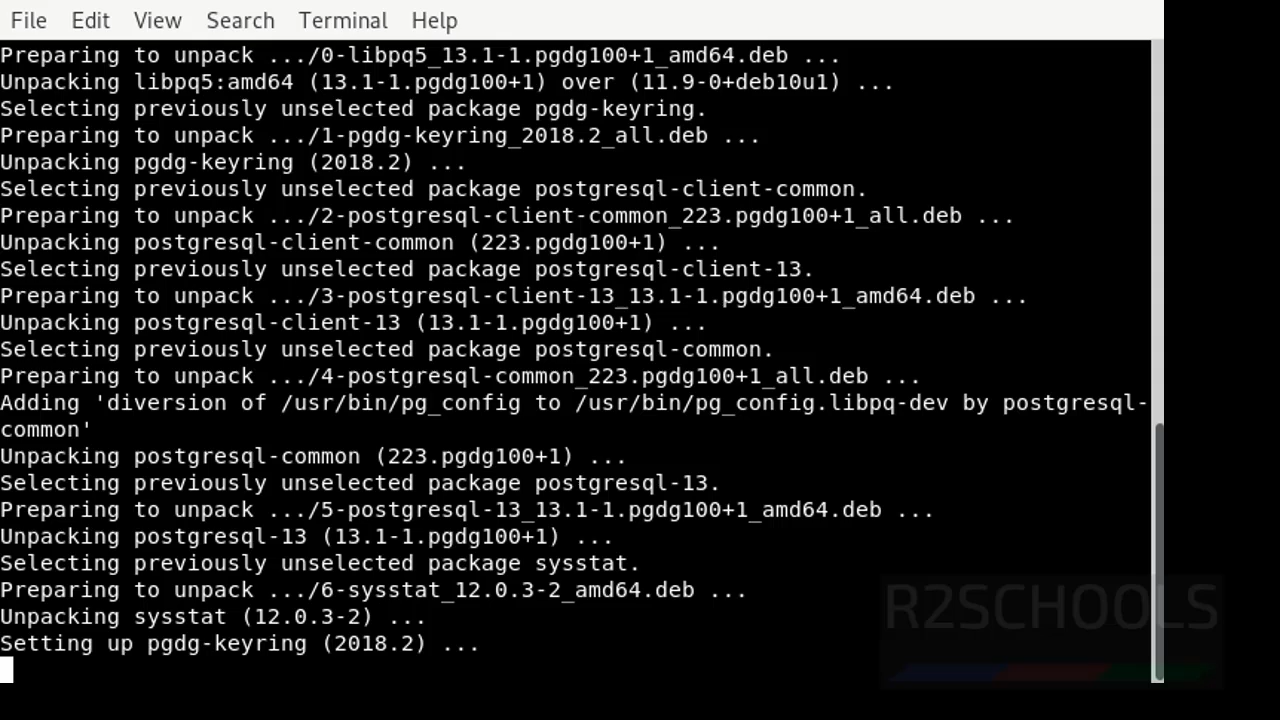 File Edit View Search Terminal Help
Preparing to unpack .../0-libpq5_13.1-1.pgdg100+1_amd64.deb ...
Unpacking libpq5:amd64 (13.1-1.pgdg100+1) over (11.9-0+deb10u1) ...
Selecting previously unselected package pgdg-keyring.
Preparing to unpack .../1-pgdg-keyring_2018.2_all.deb ...
Unpacking pgdg-keyring (2018.2) ...
Selecting previously unselected package postgresql-client-common.
Preparing to unpack .../2-postgresql-client-common_223.pgdg100+1_all.deb ...
Unpacking postgresql-client-common (223.pgdg100+1) ...
Selecting previously unselected package postgresql-client-13.
Preparing to unpack .../3-postgresql-client-13_13.1-1.pgdg100+1_amd64.deb ...
Unpacking postgresql-client-13 (13.1-1.pgdg100+1) ...
Selecting previously unselected package postgresql-common.
Preparing to unpack .../4-postgresql-common_223.pgdg100+1_all.deb ...
Adding 'diversion of /usr/bin/pg_config to /usr/bin/pg_config.libpq-dev by postgresql-
common'
Unpacking postgresql-common (223.pgdg100+1) ...
Selecting previously unselected package postgresql-13.
Preparing to unpack .../5-postgresql-13_13.1-1.pgdg100+1_amd64.deb ...
Unpacking postgresql-13 (13.1-1.pgdg100+1) ...
Selecting previously unselected package sysstat.
Preparing to unpack .../6-sysstat_12.0.3-2_amd64.deb ...
Unpacking sysstat (12.0.3-2) ...
Setting up pgdg-keyring (2018.2) ...
R2SCHOOLS